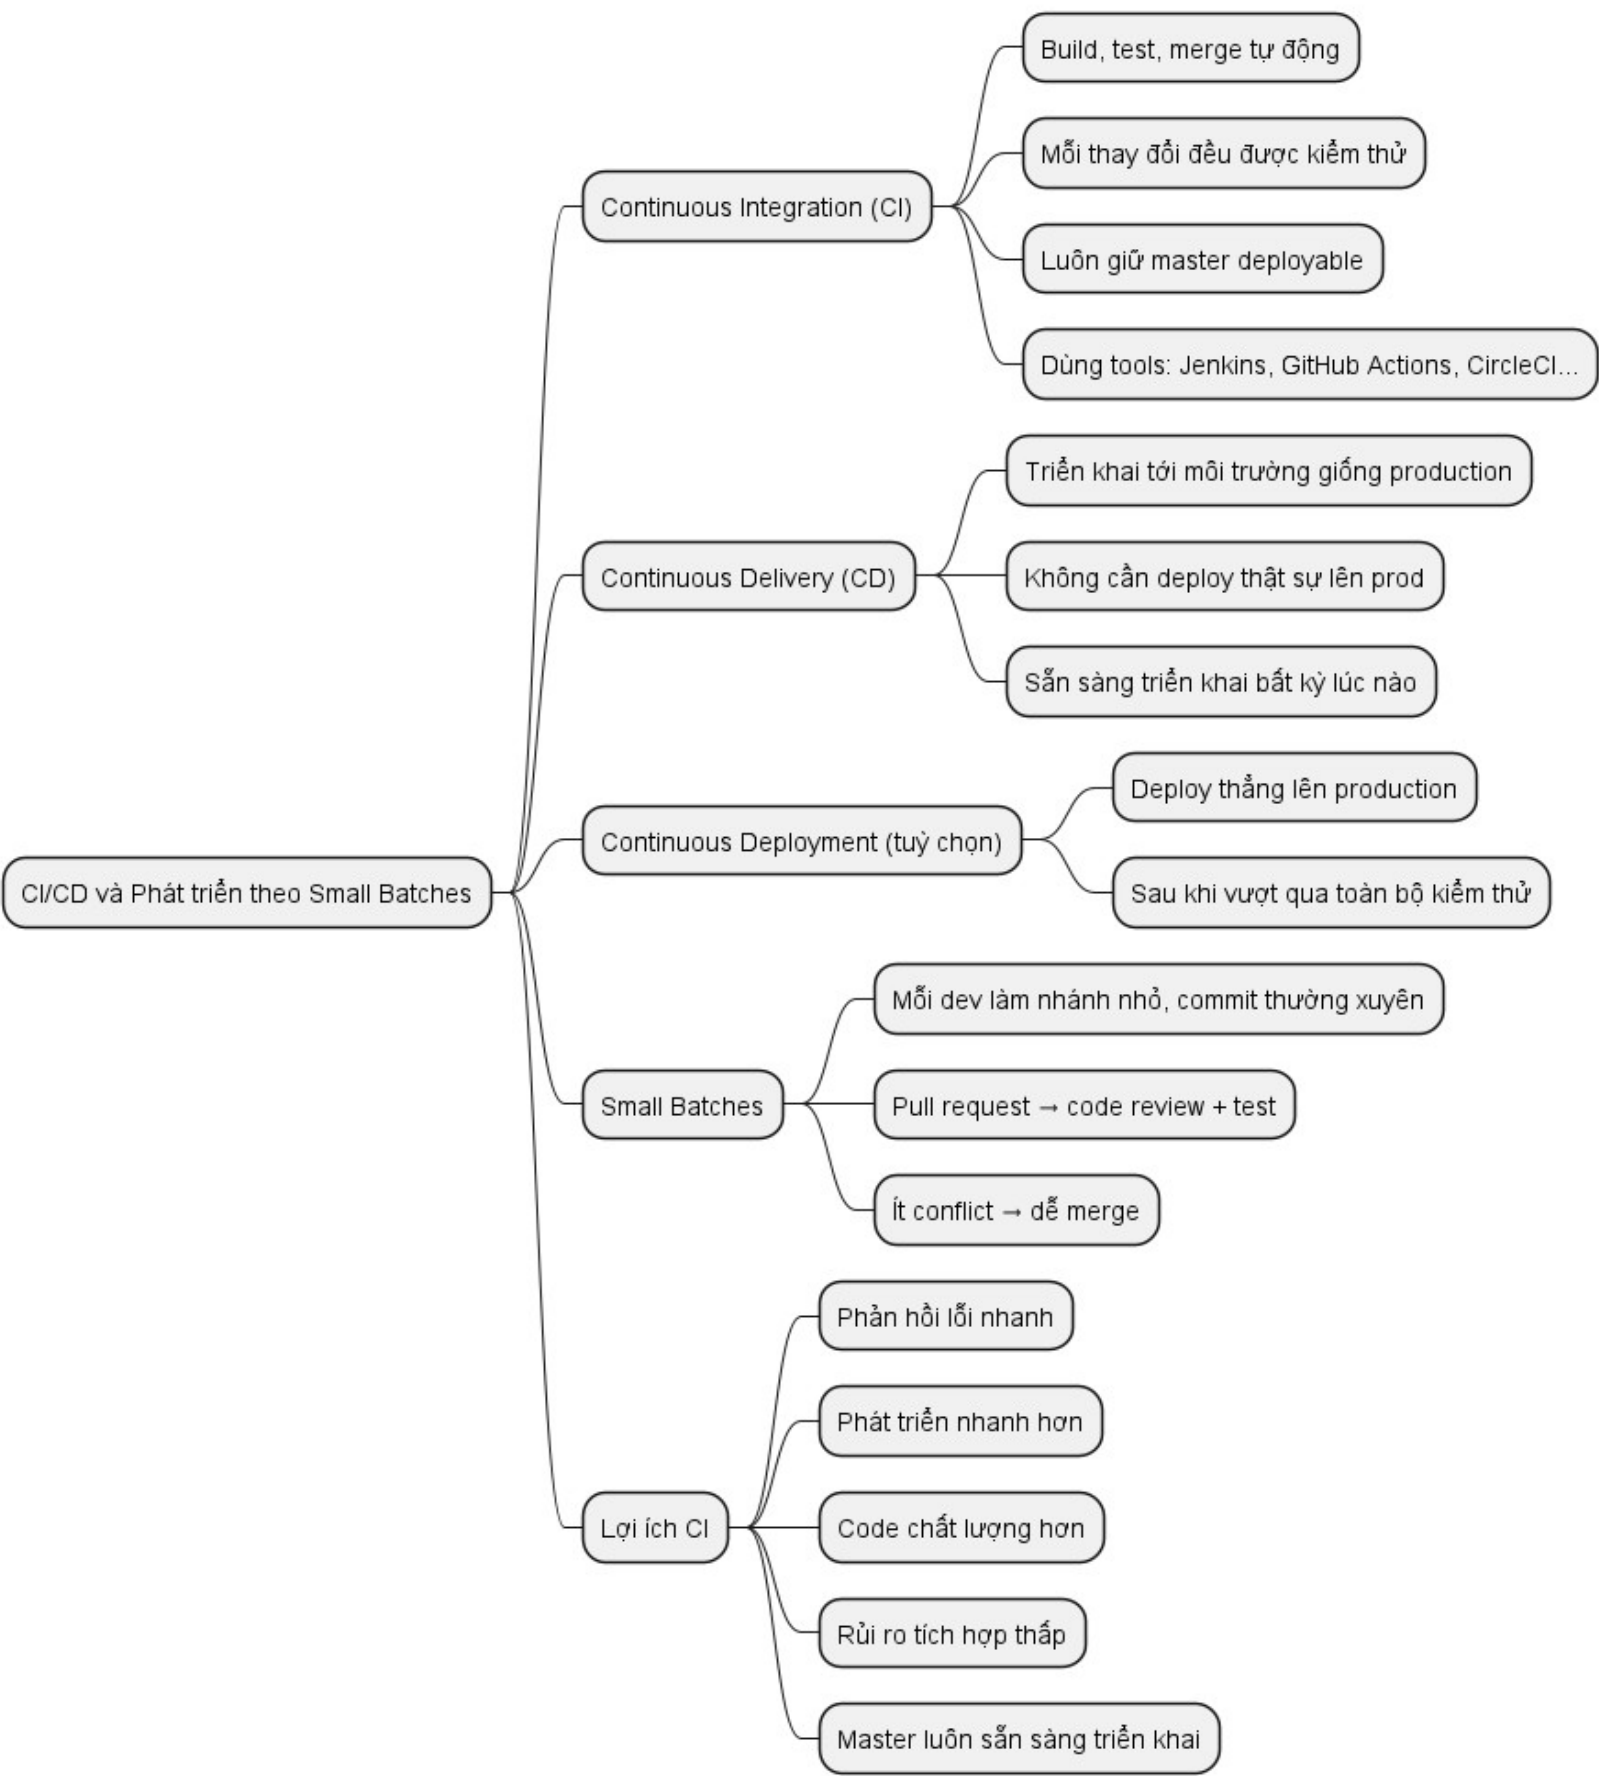 CI/CD và Phát triển theo Small Batches
Continuous Integration (CI)
Build, test, merge tự động
Mỗi thay đổi đều được kiểm thử
Luôn giữ master deployable
Dùng tools: Jenkins, GitHub Actions, CircleCI...
Continuous Delivery (CD)
Triển khai tới môi trường giống production
Không cần deploy thật sự lên prod
Sẵn sàng triển khai bất kỳ lúc nào
Continuous Deployment (tuỳ chọn)
Deploy thẳng lên production
Sau khi vượt qua toàn bộ kiểm thử
Small Batches
Mỗi dev làm nhánh nhỏ, commit thường xuyên
Pull request → code review + test
Ít conflict → dễ merge
Lợi ích CI
Phản hồi lỗi nhanh
Phát triển nhanh hơn
Code chất lượng hơn
Rủi ro tích hợp thấp
Master luôn sẵn sàng triển khai